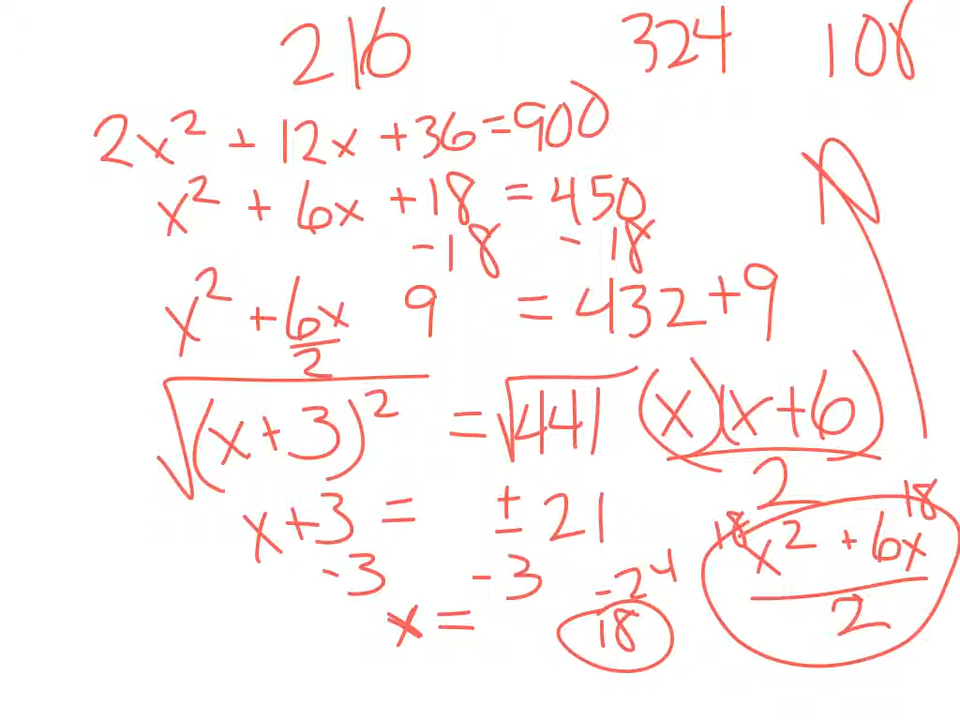 216 324 108
2x² + 12x + 36 = 900
x² + 6x + 18 = 450
-18 - 18
x² + 6x/2 9 = 432 + 9
√(x + 3)² = √441 (x)(x + 6)/2
x + 3 = ± 21
-3 -3
x = -24
18
18 18
x² + 6x
2